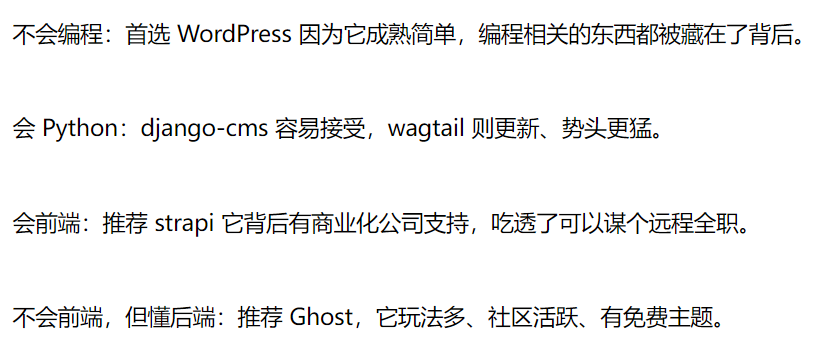 不会编程：首选 WordPress 因为它成熟简单，编程相关的东西都被藏在了背后。
会 Python：django-cms 容易接受，wagtail 则更新、势头更猛。
会前端：推荐 strapi 它背后有商业化公司支持，吃透了可以谋个远程全职。
不会前端，但懂后端：推荐 Ghost，它玩法多、社区活跃、有免费主题。